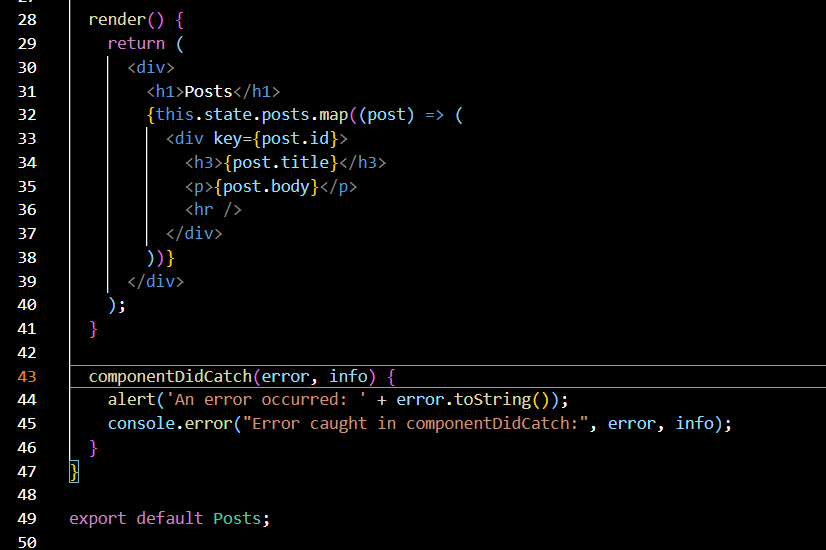 28 render() {
29 return (
30 <div>
31 <h1>Posts</h1>
32 {this.state.posts.map((post) => (
33 <div key={post.id}>
34 <h3>{post.title}</h3>
35 <p>{post.body}</p>
36 <hr />
37 </div>
38 ))}
39 </div>
40 );
41 }
42
43 componentDidCatch(error, info) {
44 alert('An error occurred: ' + error.toString());
45 console.error("Error caught in componentDidCatch:", error, info);
46 }
47 }
48
49 export default Posts;
50